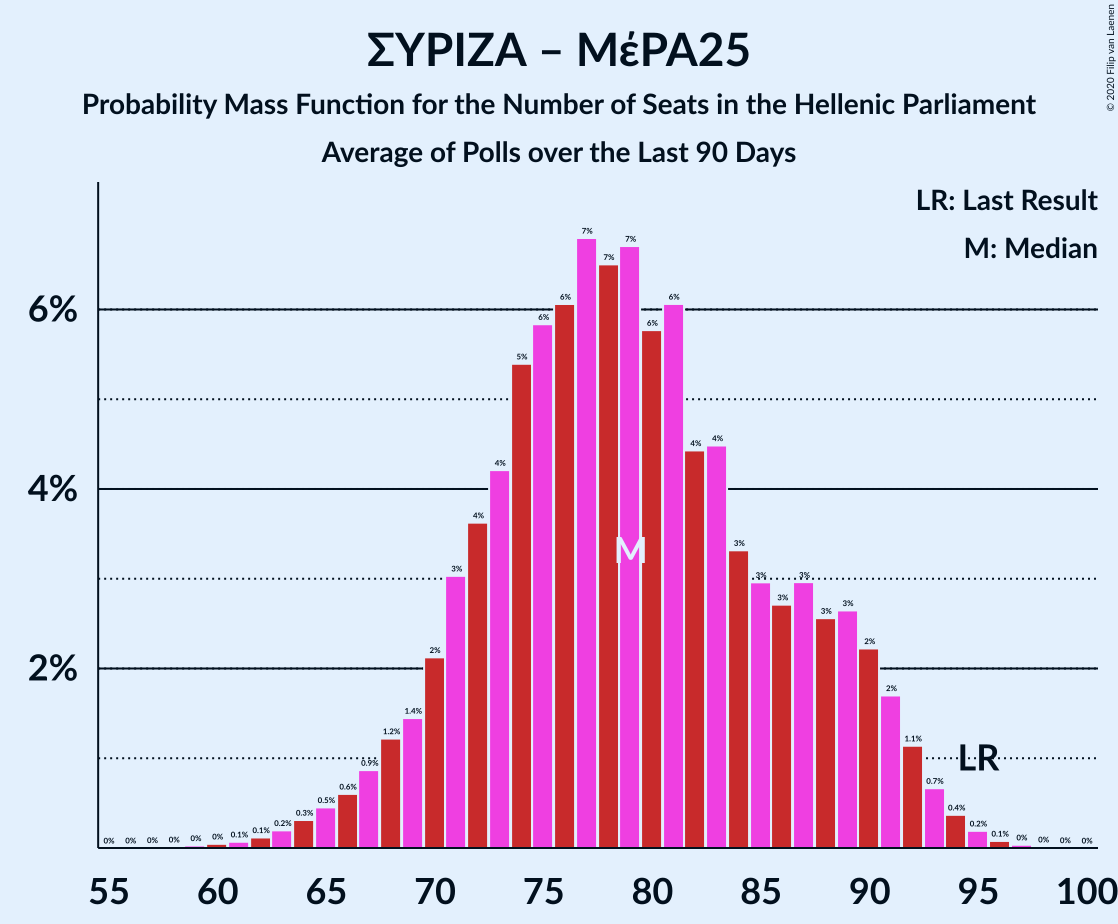 ΣΥΡΙΖΑ – ΜέΡΑ25
Probability Mass Function for the Number of Seats in the Hellenic Parliament
Average of Polls over the Last 90 Days
© 2020 Filip van Laenen
LR: Last Result
M: Median
6%
4%
2%
0% 0% 0% 0% 0% 0% 0.1% 0.1% 0.2% 0.3% 0.5% 0.6% 0.9% 1.2% 1.4% 2% 3% 4% 4% 5% 6% 6% 7% 7% 7% 6% 6% 4% 4% 3% 3% 3% 3% 3% 3% 2% 2% 1.1% 0.7% 0.4% 0.2% 0.1% 0% 0% 0% 0%
M
LR
55 60 65 70 75 80 85 90 95 100